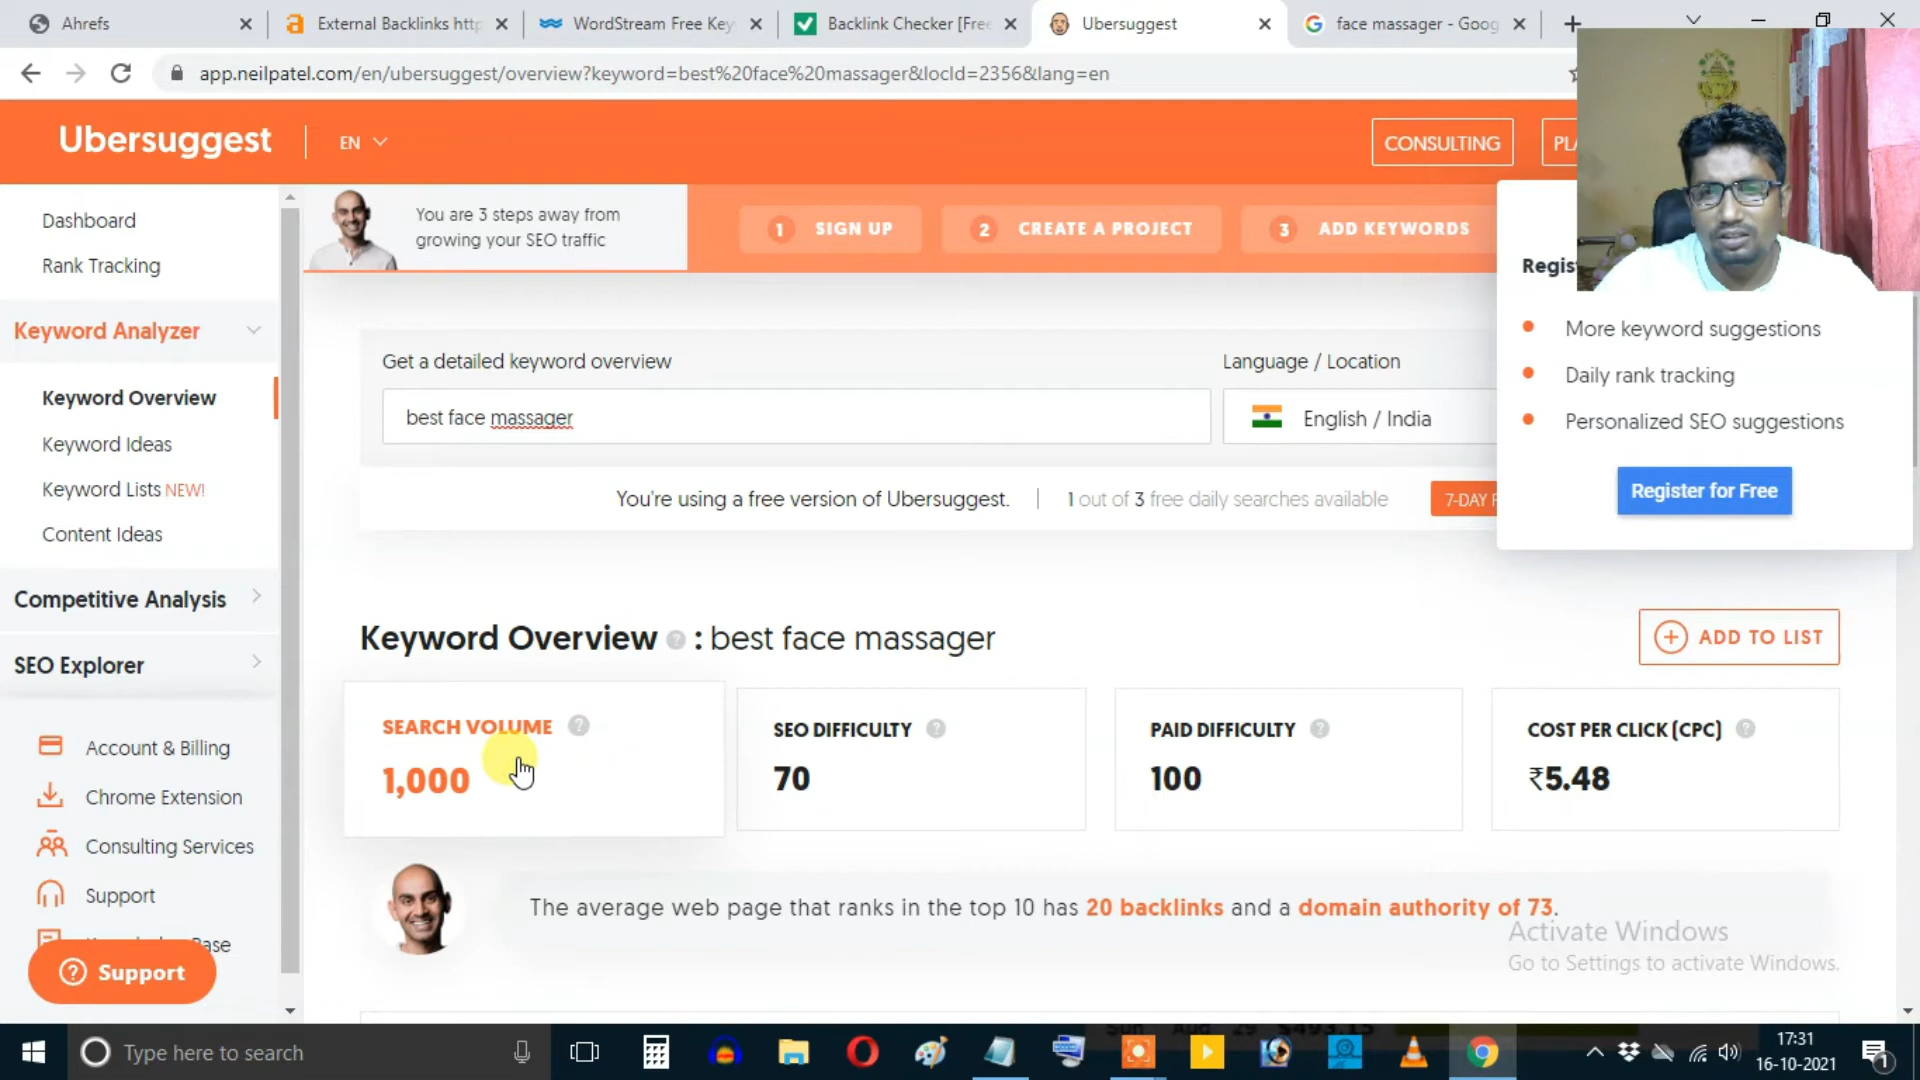 Ahrefs
External Backlinks http
WordStream Free Key
Backlink Checker [Free
Ubersuggest
face massager - Goog
app.neilpatel.com/en/ubersuggest/overview?keyword=best%20face%20massager&locId=2356&lang=en
Ubersuggest
EN
CONSULTING
Dashboard
Rank Tracking
Keyword Analyzer
Keyword Overview
Keyword Ideas
Keyword Lists NEW!
Content Ideas
Competitive Analysis
SEO Explorer
Account & Billing
Chrome Extension
Consulting Services
Support
Support
You are 3 steps away from
growing your SEO traffic
1 SIGN UP
2 CREATE A PROJECT
3 ADD KEYWORDS
More keyword suggestions
Daily rank tracking
Personalized SEO suggestions
Register for Free
Get a detailed keyword overview
Language / Location
best face massager
English / India
You're using a free version of Ubersuggest.
1 out of 3 free daily searches available
7-DAY
Keyword Overview ? : best face massager
ADD TO LIST
SEARCH VOLUME ?
1,000
SEO DIFFICULTY ?
70
PAID DIFFICULTY ?
100
COST PER CLICK (CPC) ?
₹5.48
The average web page that ranks in the top 10 has 20 backlinks and a domain authority of 73.
Activate Windows
Go to Settings to activate Windows.
Type here to search
17:31
16-10-2021
1